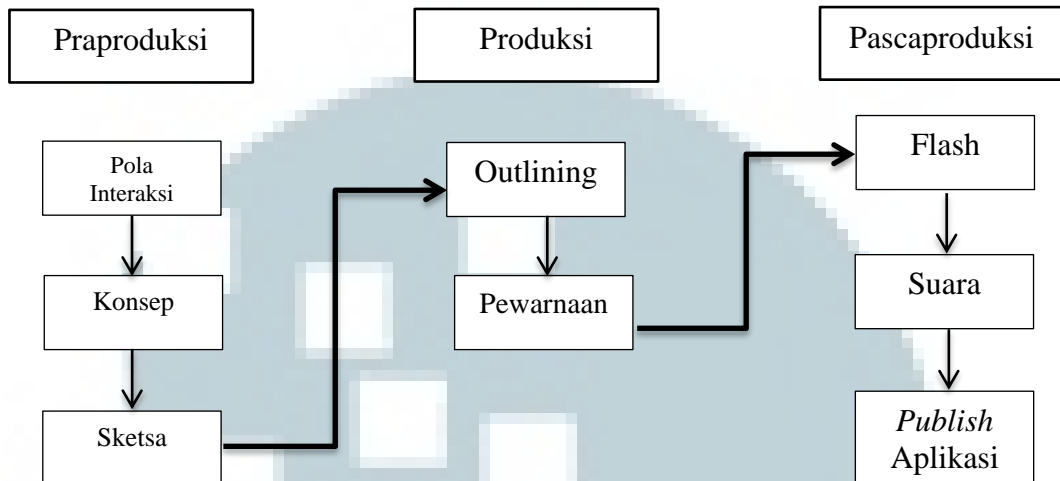 Praproduksi
Produksi
Pascaproduksi
Pola
Interaksi
Konsep
Sketsa
Outlining
Pewarnaan
Flash
Suara
Publish
Aplikasi